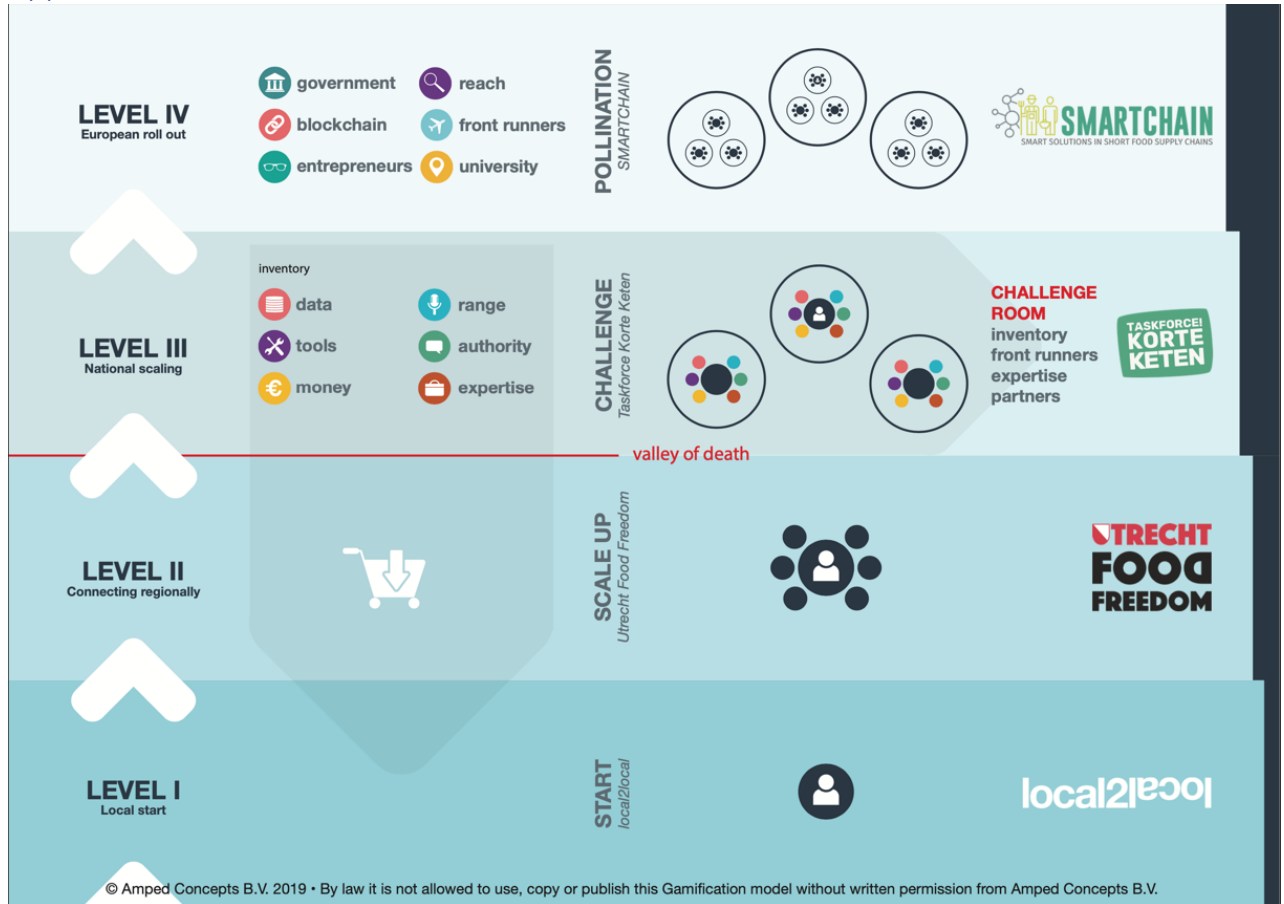 LEVEL IV
European roll out
government
reach
blockchain
front runners
entrepreneurs
university
POLLINATION
SMARTCHAIN
SMARTCHAIN
SMART SOLUTIONS IN SHORT FOOD SUPPLY CHAINS
LEVEL III
National scaling
inventory
data
range
tools
authority
money
expertise
CHALLENGE
Taskforce Korte Keten
CHALLENGE
ROOM
inventory
front runners
expertise
partners
TASKFORCE!
KORTE
KETEN
valley of death
LEVEL II
Connecting regionally
SCALE UP
Utrecht Food Freedom
UTRECHT
FOOD
FREEDOM
LEVEL I
Local start
START
local2local
local2local
© Amped Concepts B.V. 2019 • By law it is not allowed to use, copy or publish this Gamification model without written permission from Amped Concepts B.V.